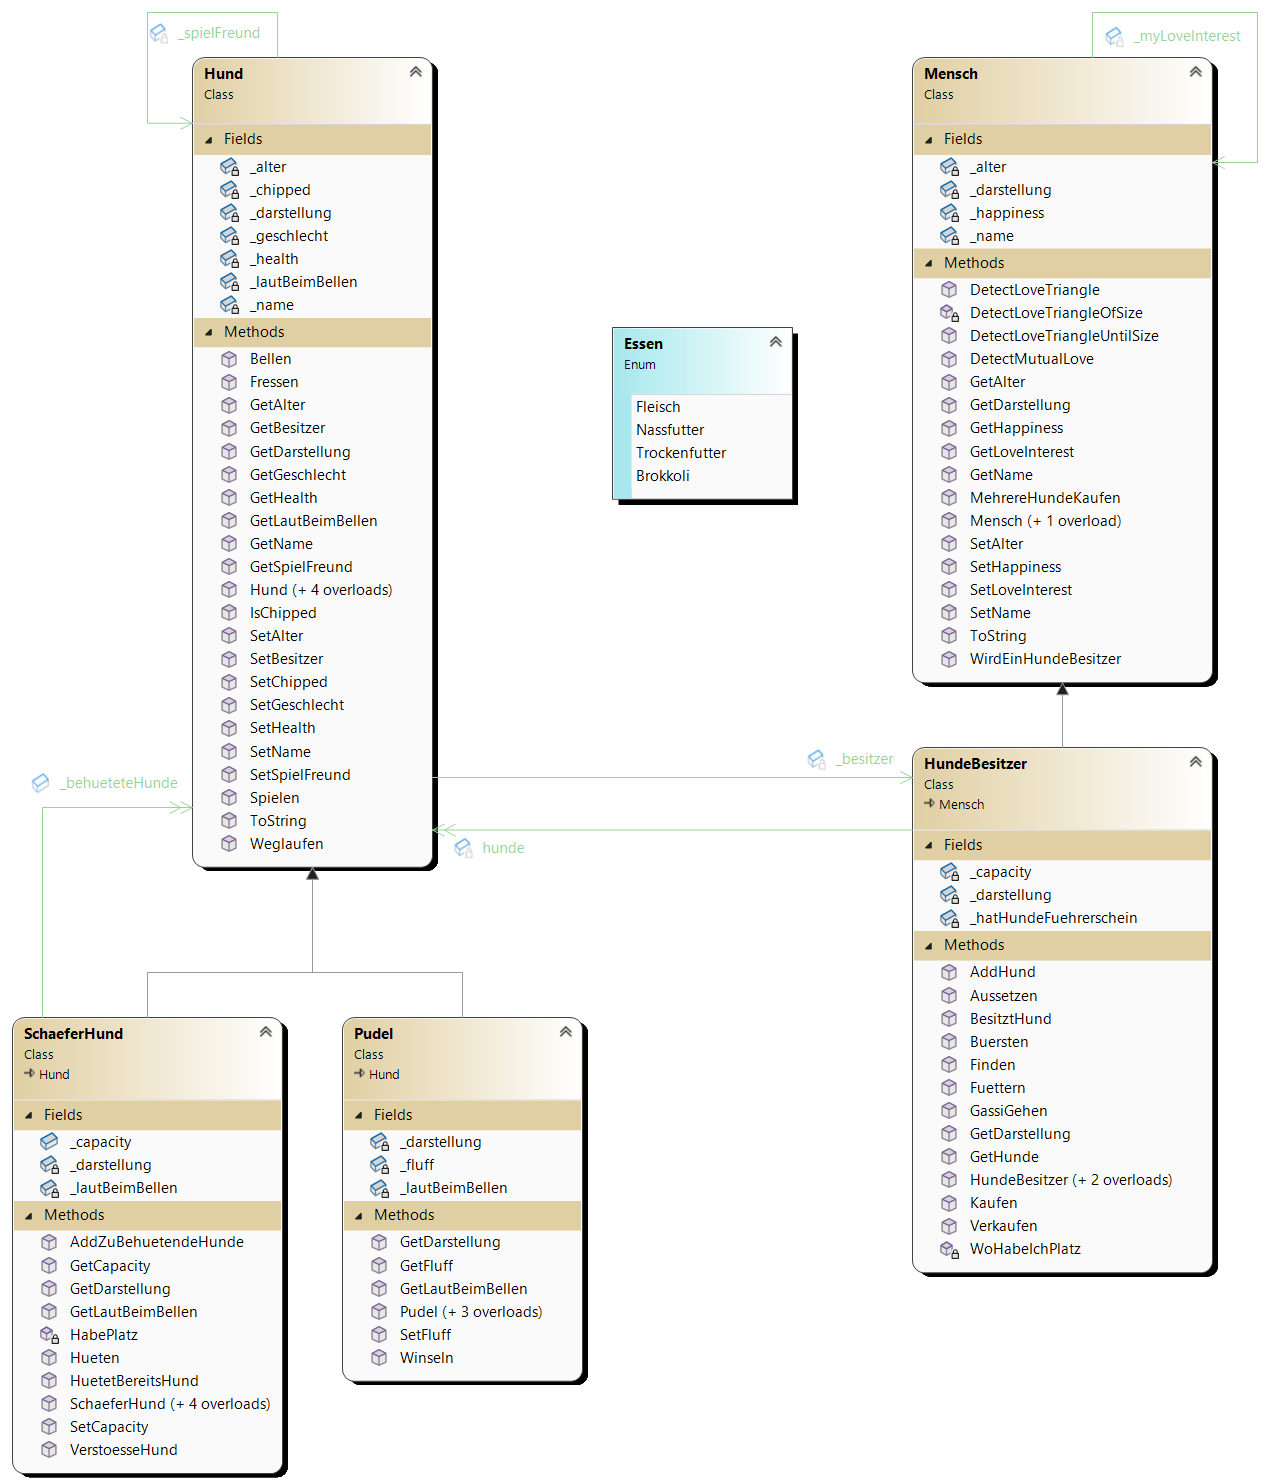 _spielFreund
Hund
Class
Fields
_alter
_chipped
_darstellung
_geschlecht
_health
_lautBeimBellen
_name
Methods
Bellen
Fressen
GetAlter
GetBesitzer
GetDarstellung
GetGeschlecht
GetHealth
GetLautBeimBellen
GetName
GetSpielFreund
Hund (+ 4 overloads)
IsChipped
SetAlter
SetBesitzer
SetChipped
SetGeschlecht
SetHealth
SetName
SetSpielFreund
Spielen
ToString
Weglaufen
_myLoveInterest
Mensch
Class
Fields
_alter
_darstellung
_happiness
_name
Methods
DetectLoveTriangle
DetectLoveTriangleOfSize
DetectLoveTriangleUntilSize
DetectMutualLove
GetAlter
GetDarstellung
GetHappiness
GetLoveInterest
GetName
MehrereHundeKaufen
Mensch (+ 1 overload)
SetAlter
SetHappiness
SetLoveInterest
SetName
ToString
WirdEinHundeBesitzer
Essen
Enum
Fleisch
Nassfutter
Trockenfutter
Brokkoli
_behueteteHunde
_besitzer
hunde
HundeBesitzer
Class
Mensch
Fields
_capacity
_darstellung
_hatHundeFuehrerschein
Methods
AddHund
Aussetzen
BesitztHund
Buersten
Finden
Fuettern
GassiGehen
GetDarstellung
GetHunde
HundeBesitzer (+ 2 overloads)
Kaufen
Verkaufen
WoHabeIchPlatz
SchaeferHund
Class
Hund
Fields
_capacity
_darstellung
_lautBeimBellen
Methods
AddZuBehuetendeHunde
GetCapacity
GetDarstellung
GetLautBeimBellen
HabePlatz
Hueten
HuetetBereitsHund
SchaeferHund (+ 4 overloads)
SetCapacity
VerstoesseHund
Pudel
Class
Hund
Fields
_darstellung
_fluff
_lautBeimBellen
Methods
GetDarstellung
GetFluff
GetLautBeimBellen
Pudel (+ 3 overloads)
SetFluff
Winseln